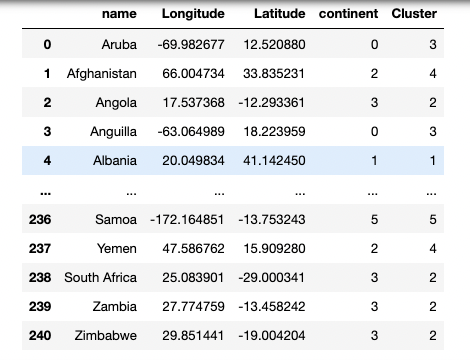 name Longitude Latitude continent Cluster
0 Aruba -69.982677 12.520880 0 3
1 Afghanistan 66.004734 33.835231 2 4
2 Angola 17.537368 -12.293361 3 2
3 Anguilla -63.064989 18.223959 0 3
4 Albania 20.049834 41.142450 1 1
... ... ... ... ... ...
236 Samoa -172.164851 -13.753243 5 5
237 Yemen 47.586762 15.909280 2 4
238 South Africa 25.083901 -29.000341 3 2
239 Zambia 27.774759 -13.458242 3 2
240 Zimbabwe 29.851441 -19.004204 3 2